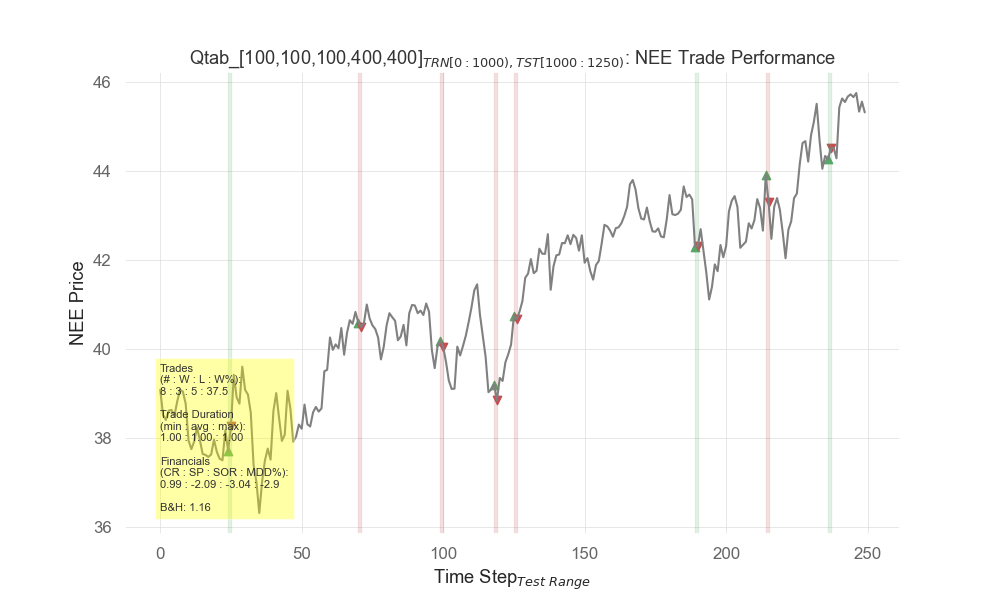 Qtab_[100,100,100,400,400]TRN[0:1000),TST[1000:1250): NEE Trade Performance
46
44
42
40
38
36
NEE Price
Trades
(# : W : L : W%):
8 : 3 : 5 : 37.5
Trade Duration
(min : avg : max):
1.00 : 1.00 : 1.00
Financials
(CR : SP : SOR : MDD%):
0.99 : -2.09 : -3.04 : -2.9
B&H: 1.16
0 50 100 150 200 250
Time Step Test Range